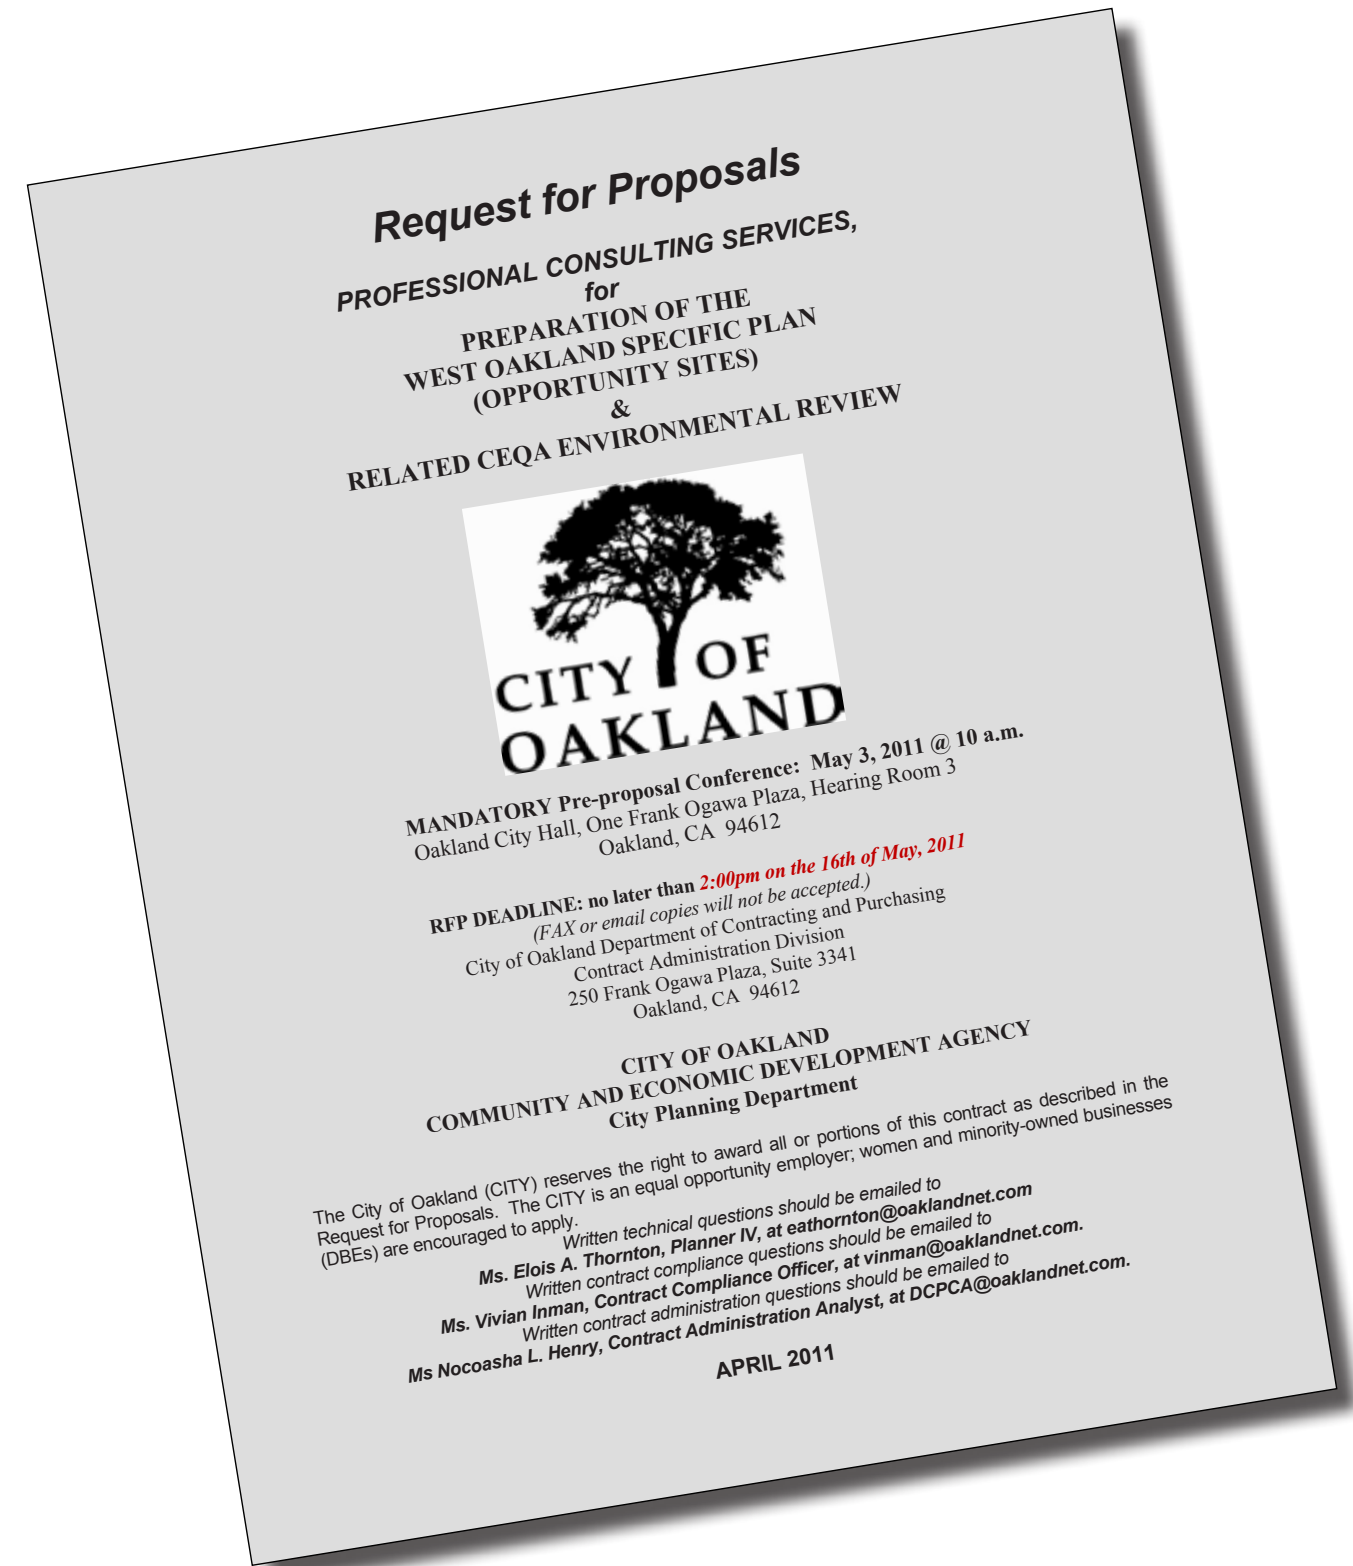 Request for Proposals
PROFESSIONAL CONSULTING SERVICES,
for
PREPARATION OF THE
WEST OAKLAND SPECIFIC PLAN
(OPPORTUNITY SITES)
&
RELATED CEQA ENVIRONMENTAL REVIEW
CITY OF
OAKLAND
MANDATORY Pre-proposal Conference:  May 3, 2011 @ 10 a.m.
Oakland City Hall, One Frank Ogawa Plaza, Hearing Room 3
Oakland, CA  94612
RFP DEADLINE: no later than 2:00pm on the 16th of May, 2011
(FAX or email copies will not be accepted.)
City of Oakland Department of Contracting and Purchasing
Contract Administration Division
250 Frank Ogawa Plaza, Suite 3341
Oakland, CA  94612
CITY OF OAKLAND
COMMUNITY AND ECONOMIC DEVELOPMENT AGENCY
City Planning Department
The City of Oakland (CITY) reserves the right to award all or portions of this contract as described in the
Request for Proposals.  The CITY is an equal opportunity employer; women and minority-owned businesses
(DBEs) are encouraged to apply.
Written technical questions should be emailed to
Ms. Elois A. Thornton, Planner IV, at eathornton@oaklandnet.com
Written contract compliance questions should be emailed to
Ms. Vivian Inman, Contract Compliance Officer, at vinman@oaklandnet.com.
Written contract administration questions should be emailed to
Ms Nocoasha L. Henry, Contract Administration Analyst, at DCPCA@oaklandnet.com.
APRIL 2011